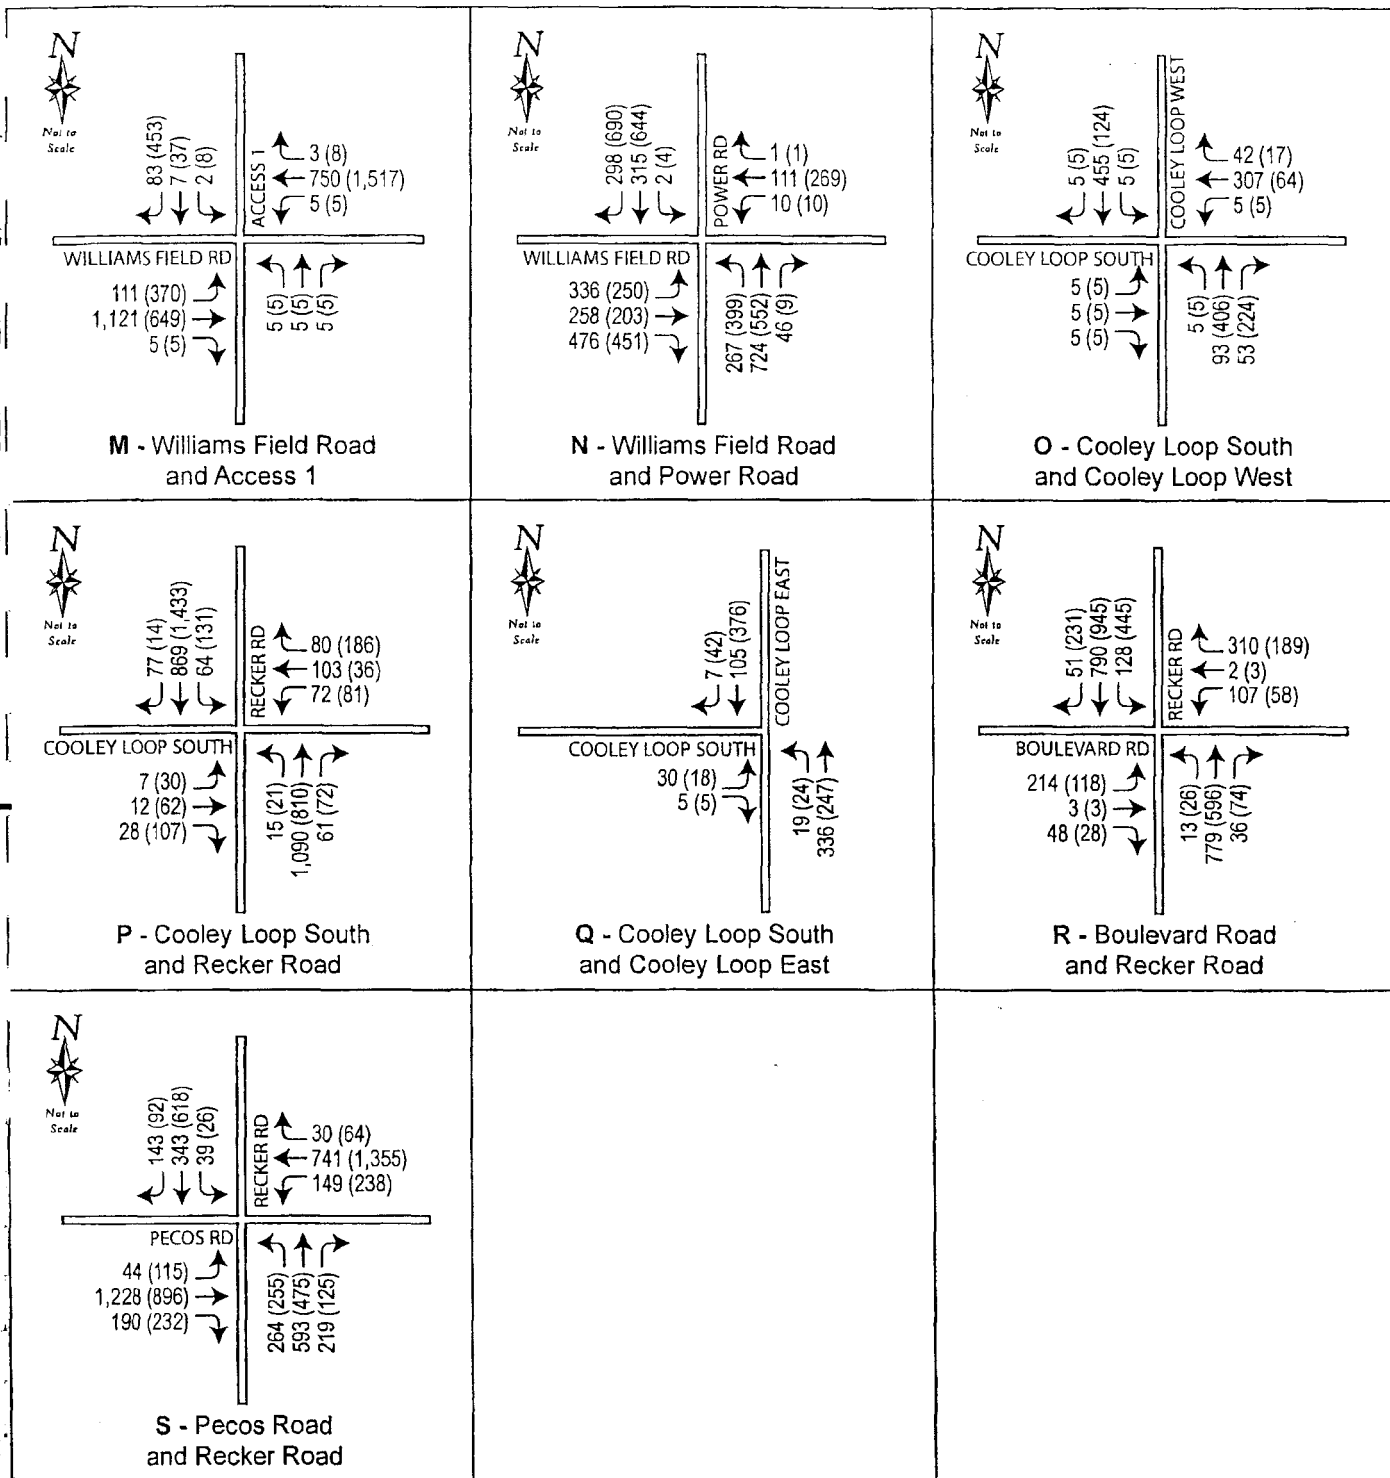 N
Not to
Scale
83 (453)
7 (37)
2 (8)
ACCESS 1
3 (8)
750 (1,517)
5 (5)
WILLIAMS FIELD RD
111 (370)
1,121 (649)
5 (5)
5 (5)
5 (5)
5 (5)
M - Williams Field Road
and Access 1
N
Not to
Scale
298 (690)
315 (644)
2 (4)
POWER RD
1 (1)
111 (269)
10 (10)
WILLIAMS FIELD RD
336 (250)
258 (203)
476 (451)
267 (399)
724 (552)
46 (9)
N - Williams Field Road
and Power Road
N
Not to
Scale
5 (5)
455 (124)
5 (5)
COOLEY LOOP WEST
42 (17)
307 (64)
5 (5)
COOLEY LOOP SOUTH
5 (5)
5 (5)
5 (5)
5 (5)
93 (406)
53 (224)
O - Cooley Loop South
and Cooley Loop West
N
Not to
Scale
77 (14)
869 (1,433)
64 (131)
RECKER RD
80 (186)
103 (36)
72 (81)
COOLEY LOOP SOUTH
7 (30)
12 (62)
28 (107)
15 (21)
1,090 (810)
61 (72)
P - Cooley Loop South
and Recker Road
N
Not to
Scale
7 (42)
105 (376)
COOLEY LOOP EAST
COOLEY LOOP SOUTH
30 (18)
5 (5)
19 (24)
336 (247)
Q - Cooley Loop South
and Cooley Loop East
N
Not to
Scale
51 (231)
790 (945)
128 (445)
RECKER RD
310 (189)
2 (3)
107 (58)
BOULEVARD RD
214 (118)
3 (3)
48 (28)
13 (26)
779 (596)
36 (74)
R - Boulevard Road
and Recker Road
N
Not to
Scale
143 (92)
343 (618)
39 (26)
RECKER RD
30 (64)
741 (1,355)
149 (238)
PECOS RD
44 (115)
1,228 (896)
190 (232)
264 (255)
593 (475)
219 (125)
S - Pecos Road
and Recker Road